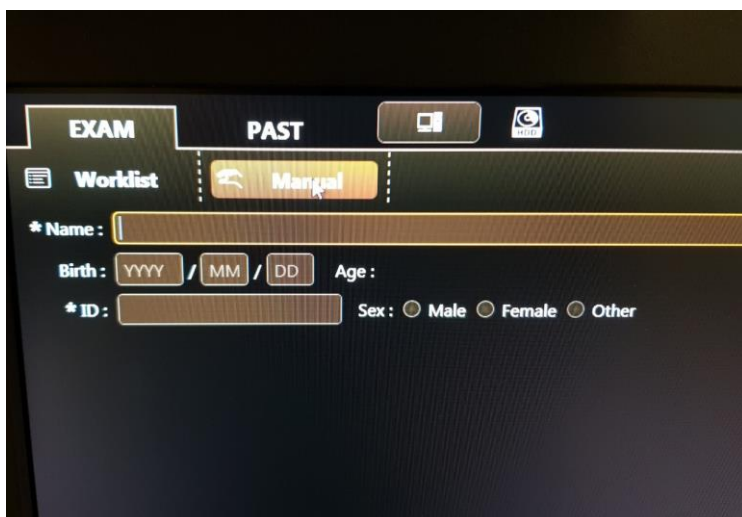 EXAM PAST HDD
Worklist Manual
* Name :
Birth : YYYY / MM / DD Age :
* ID : Sex : Male Female Other